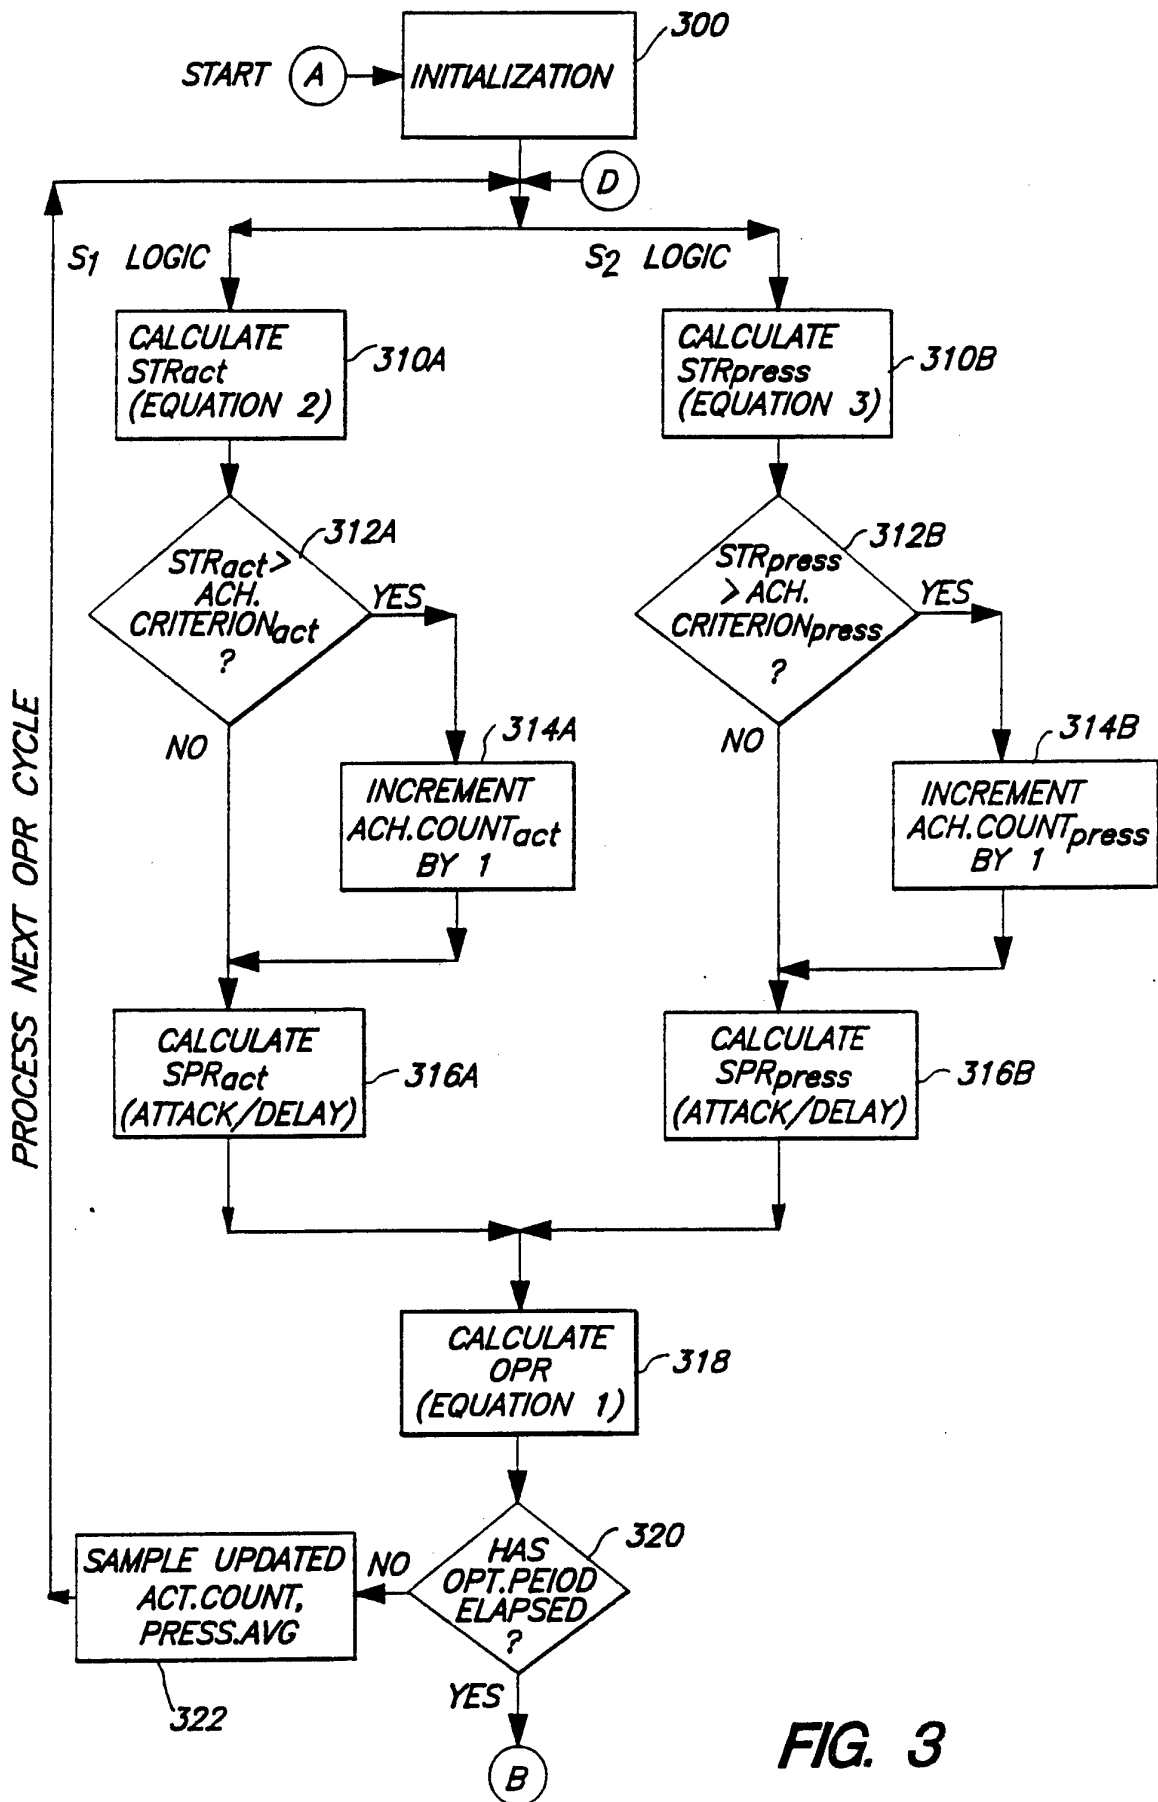 300
START A INITIALIZATION
D
S1 LOGIC
S2 LOGIC
CALCULATE
STRact
(EQUATION 2)
310A
CALCULATE
STRpress
(EQUATION 3)
310B
312A
STRact>
ACH.
CRITERIONact
?
YES
NO
312B
STRpress
> ACH.
CRITERIONpress
?
YES
NO
314A
INCREMENT
ACH.COUNTact
BY 1
314B
INCREMENT
ACH.COUNTpress
BY 1
PROCESS NEXT OPR CYCLE
CALCULATE
SPRact
(ATTACK/DELAY)
316A
CALCULATE
SPRpress
(ATTACK/DELAY)
316B
CALCULATE
OPR
(EQUATION 1)
318
320
HAS
OPT.PEIOD
ELAPSED
?
NO
SAMPLE UPDATED
ACT.COUNT,
PRESS.AVG
322
YES
B
FIG. 3